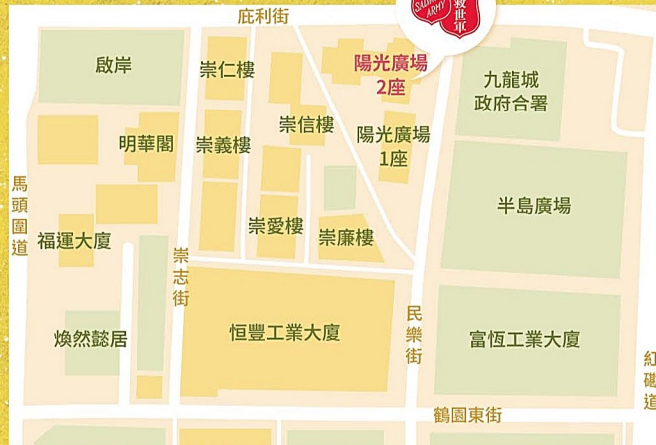 庇利街
SALVATION
ARMY
救世軍
啟岸
崇仁樓
陽光廣場
2座
九龍城
政府合署
明華閣
崇義樓
崇信樓
陽光廣場
1座
馬頭圍道
半島廣場
福運大廈
崇愛樓
崇廉樓
崇志街
煥然懿居
恒豐工業大廈
民樂街
富恆工業大廈
紅磡道
鶴園東街